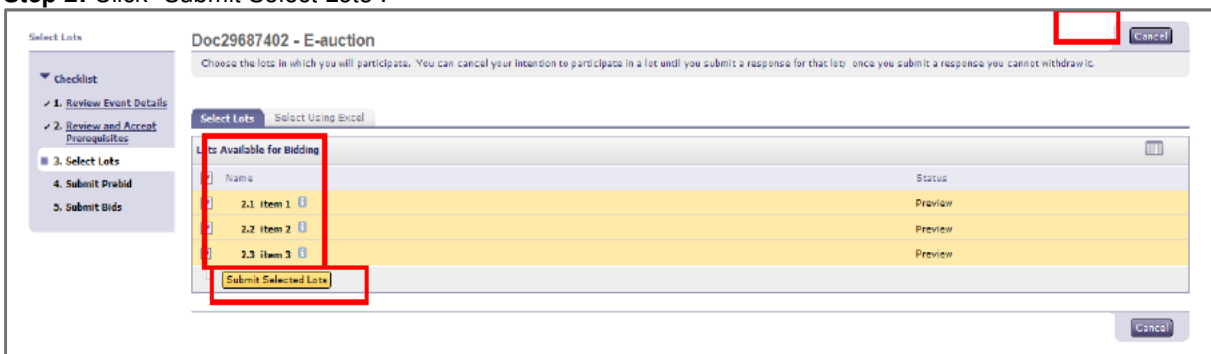 Step 2: Click "Submit Select Lots".
Select Lots
Doc29687402 - E-auction
Cancel
Choose the lots in which you will participate. You can cancel your intention to participate in a lot until you submit a response for that lot; once you submit a response you cannot withdraw it.
Checklist
1. Review Event Details
2. Review and Accept
Prerequisites
3. Select Lots
4. Submit Prebid
5. Submit Bids
Select Lots Select Using Excel
Lots Available for Bidding
Name Status
2.1 item 1 Preview
2.2 item 2 Preview
2.3 item 3 Preview
Submit Selected Lots
Cancel